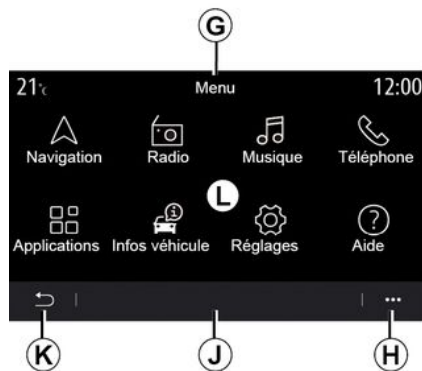 G
21°c Menu 12:00
Navigation Radio Musique Téléphone
L
Applications Infos véhicule Réglages Aide
K J H